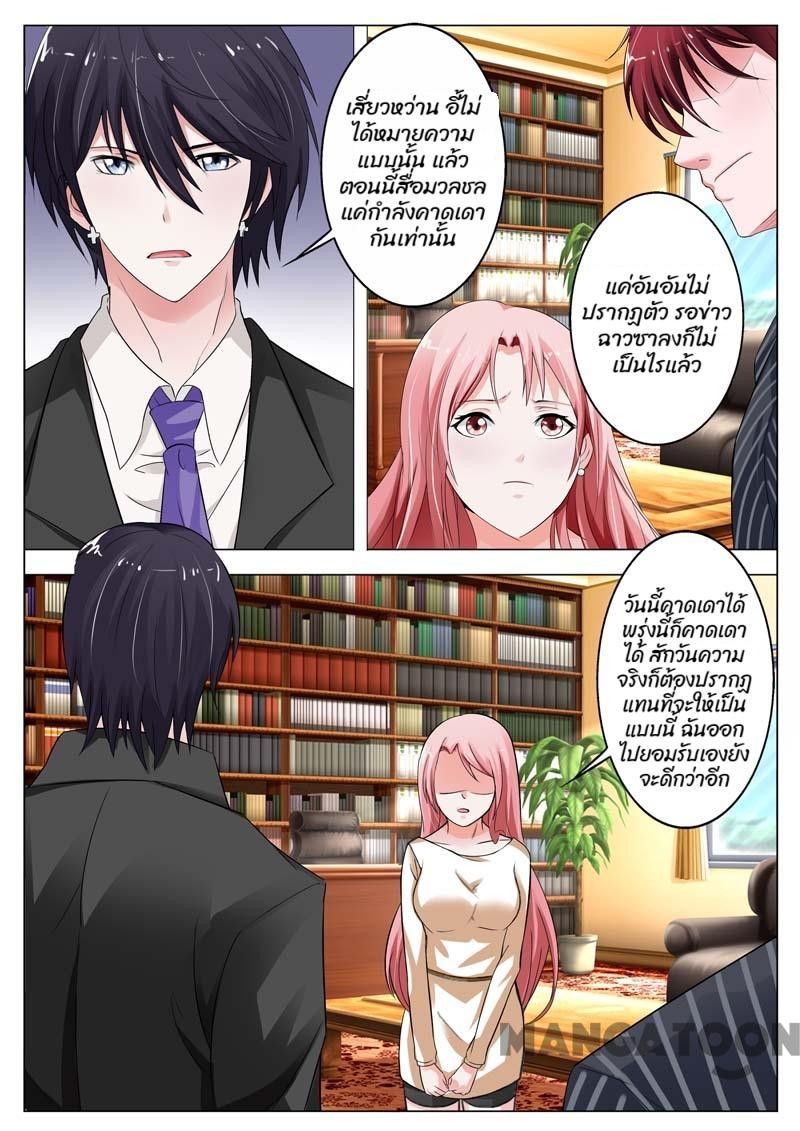 เสี่ยวหว่าน อี้ไม่
ได้หมายความ
แบบนั้น แล้ว
ตอนนี้สื่อมวลชล
แค่กำลังคาดเดา
กันเท่านั้น
แค่อันอันไม่
ปรากฏตัว รอข่าว
ฉาวซาลงก็ไม่
เป็นไรแล้ว
วันนี้คาดเดาได้
พรุ่งนี้ก็คาดเดา
ได้ สักวันความ
จริงก็ต้องปรากฏ
แทนที่จะให้เป็น
แบบนี้ ฉันออก
ไปยอมรับเองยัง
จะดีกว่าอีก
MANGATOON